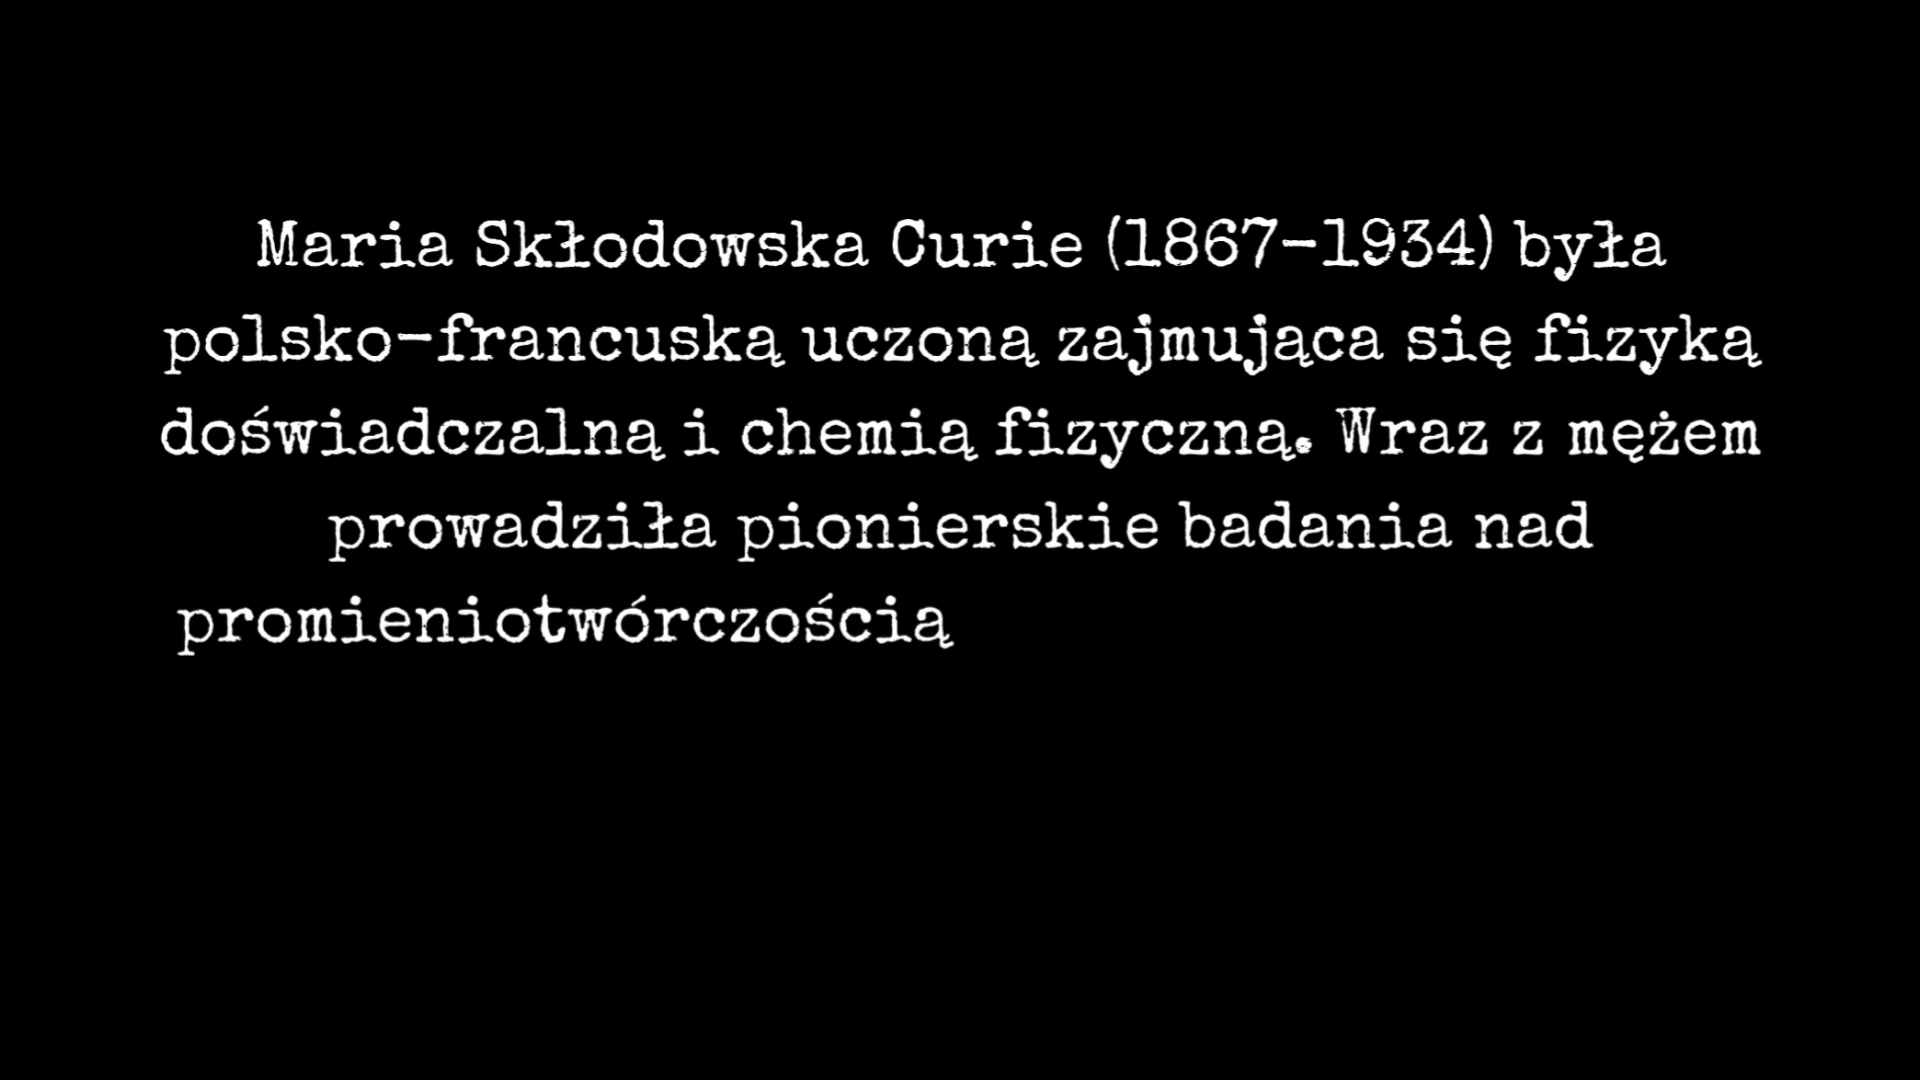 Maria Skłodowska Curie (1867-1934) była
polsko-francuską uczoną zajmująca się fizyką
doświadczalną i chemią fizyczną. Wraz z mężem
prowadziła pionierskie badania nad
promieniotwórczością